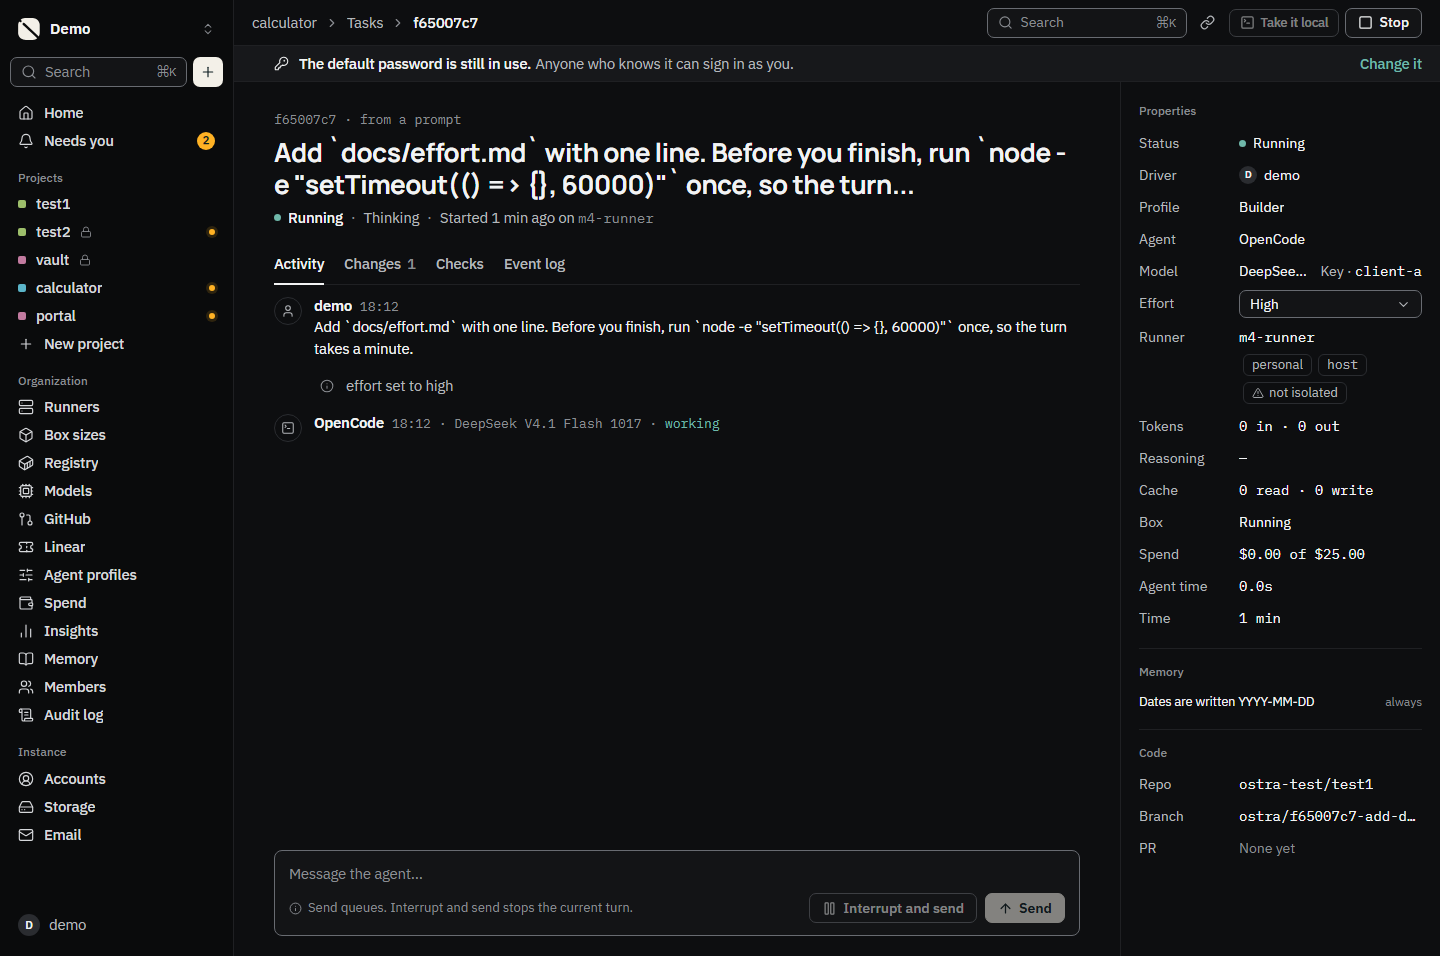 Demo
Search ⌘K
Home
Needs you 2
Projects
test1
test2
vault
calculator
portal
New project
Organization
Runners
Box sizes
Registry
Models
GitHub
Linear
Agent profiles
Spend
Insights
Memory
Members
Audit log
Instance
Accounts
Storage
Email
D demo
calculator > Tasks > f65007c7
Search ⌘K
Take it local
Stop
The default password is still in use. Anyone who knows it can sign in as you.
Change it
f65007c7 · from a prompt
Add `docs/effort.md` with one line. Before you finish, run `node -
e "setTimeout(() => {}, 60000)"` once, so the turn...
Running · Thinking · Started 1 min ago on m4-runner
Activity Changes 1 Checks Event log
demo 18:12
Add `docs/effort.md` with one line. Before you finish, run `node -e "setTimeout(() => {}, 60000)"` once, so the turn
takes a minute.
effort set to high
OpenCode 18:12 · DeepSeek V4.1 Flash 1017 · working
Message the agent...
Send queues. Interrupt and send stops the current turn.
Interrupt and send
Send
Properties
Status Running
Driver D demo
Profile Builder
Agent OpenCode
Model DeepSee... Key · client-a
Effort High
Runner m4-runner
personal host
not isolated
Tokens 0 in · 0 out
Reasoning —
Cache 0 read · 0 write
Box Running
Spend $0.00 of $25.00
Agent time 0.0s
Time 1 min
Memory
Dates are written YYYY-MM-DD always
Code
Repo ostra-test/test1
Branch ostra/f65007c7-add-d...
PR None yet